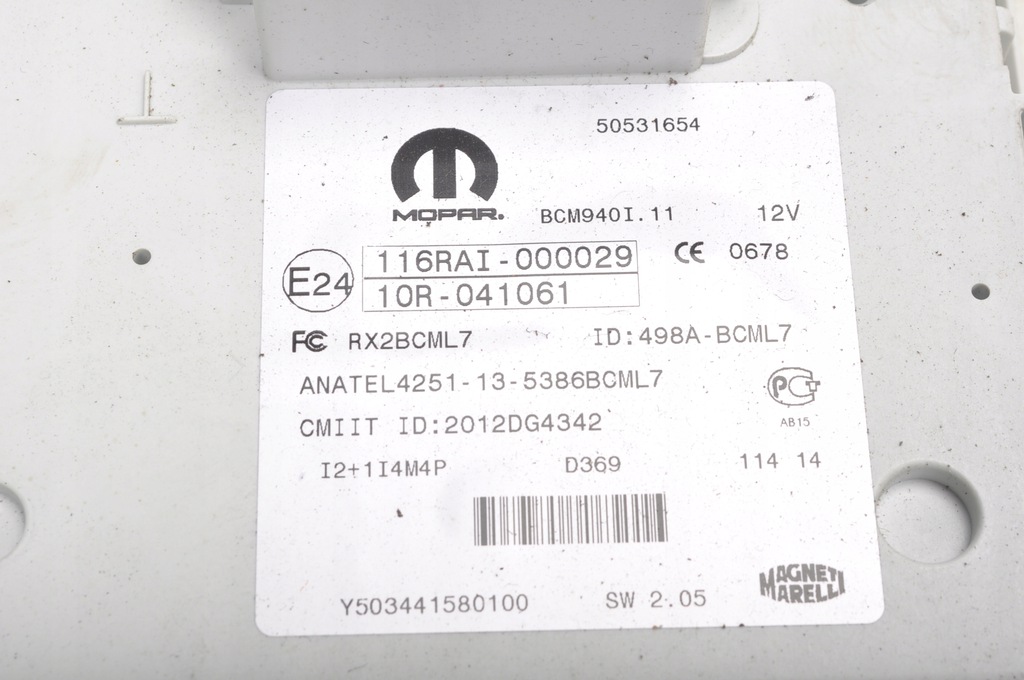 50531654
MOPAR.
BCM940I.11 12V
E24 116RAI-000029 CE 0678
10R-041061
FC RX2BCML7 ID:498A-BCML7
ANATEL4251-13-5386BCML7
PCT
CMIIT ID:2012DG4342 AB15
I2+1I4M4P D369 114 14
MAGNETI
MARELLI
Y503441580100 SW 2.05